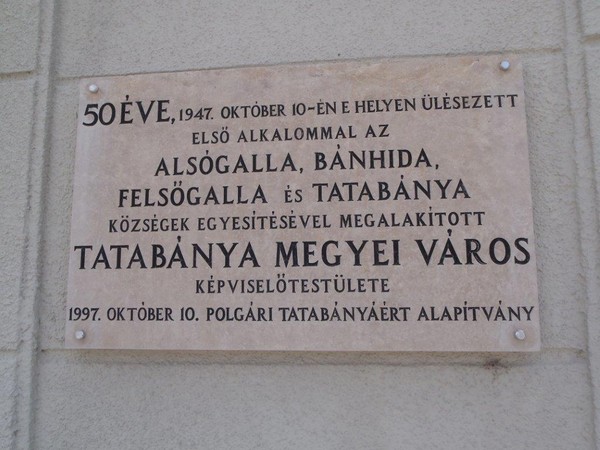 50 ÉVE, 1947. OKTÓBER 10-ÉN E HELYEN ÜLÉSEZETT
ELSŐ ALKALOMMAL AZ
ALSÓGALLA, BÁNHIDA,
FELSŐGALLA ÉS TATABÁNYA
KÖZSÉGEK EGYESÍTÉSÉVEL MEGALAKÍTOTT
TATABÁNYA MEGYEI VÁROS
KÉPVISELŐTESTÜLETE
1997. OKTÓBER 10. POLGÁRI TATABÁNYÁÉRT ALAPÍTVÁNY